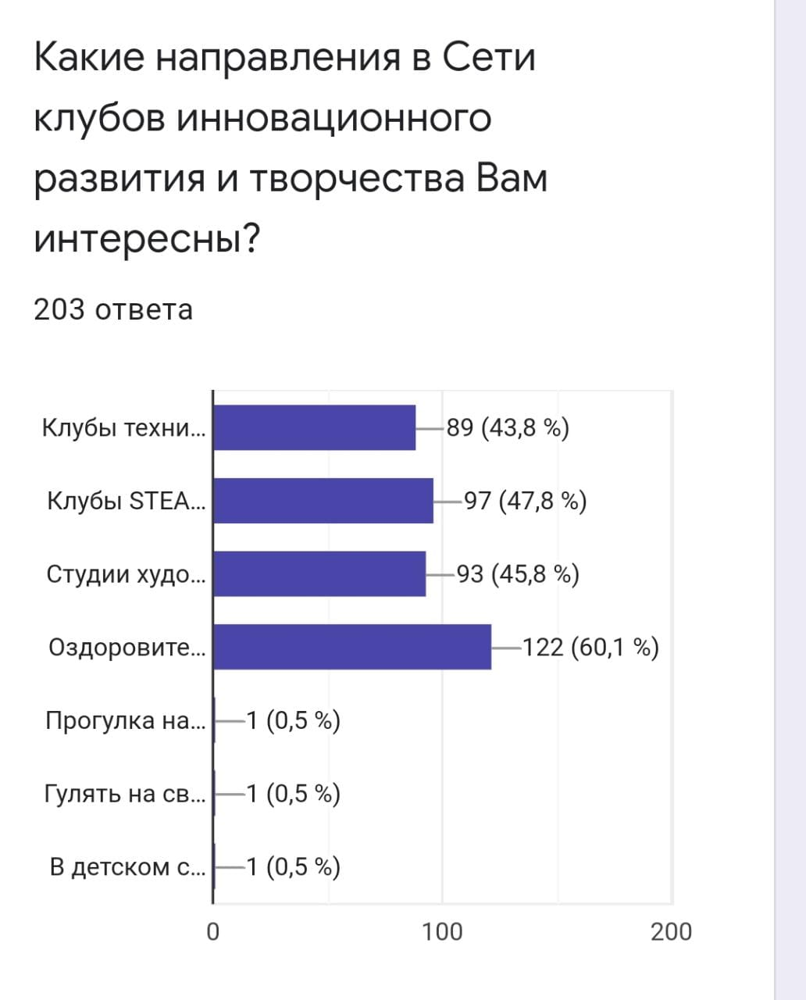 Какие направления в Сети
клубов инновационного
развития и творчества Вам
интересны?
203 ответа
Клубы техни... 89 (43,8 %)
Клубы STEA... 97 (47,8 %)
Студии худо... 93 (45,8 %)
Оздоровите... 122 (60,1 %)
Прогулка на... 1 (0,5 %)
Гулять на св... 1 (0,5 %)
В детском с... 1 (0,5 %)
0 100 200